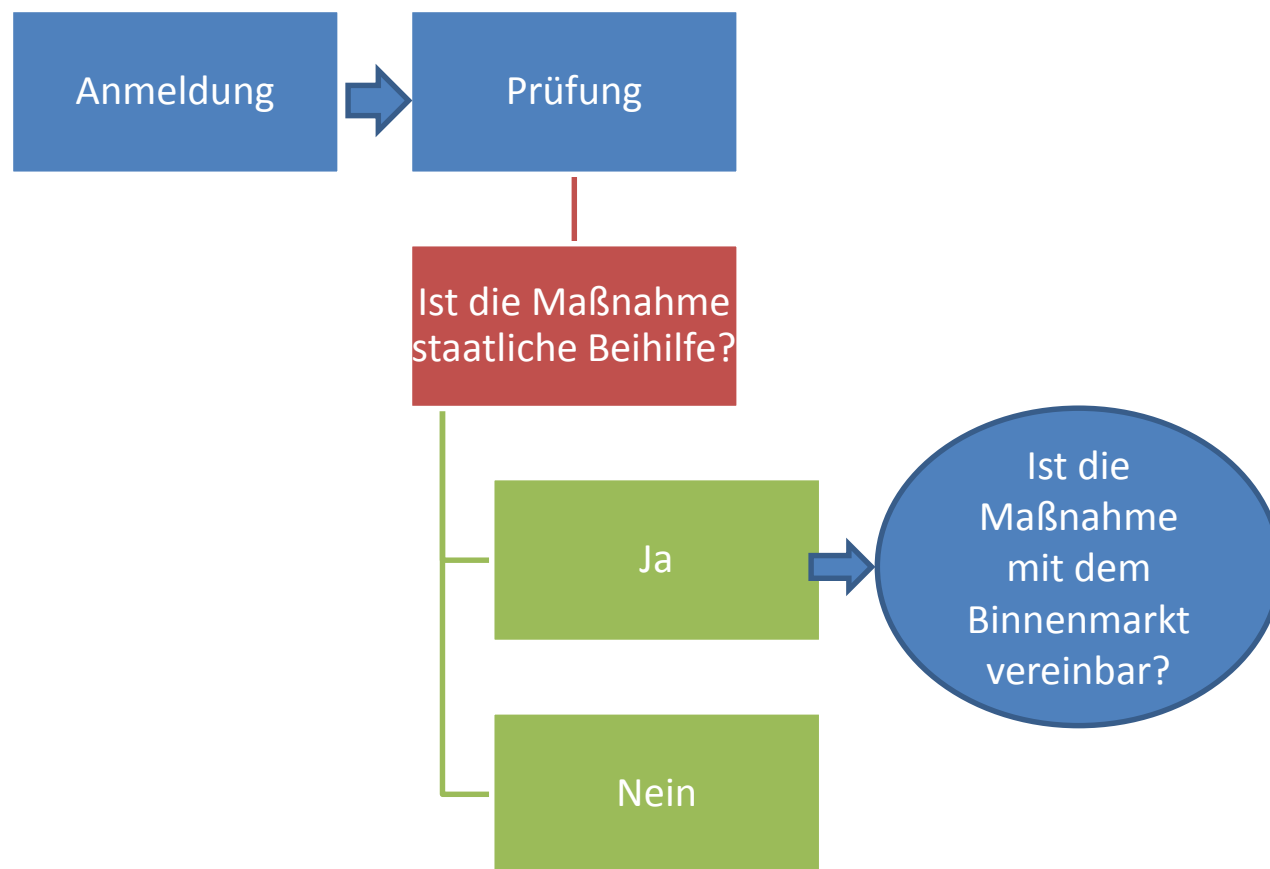 Anmeldung
Prüfung
Ist die Maßnahme
staatliche Beihilfe?
Ja
Ist die
Maßnahme
mit dem
Binnenmarkt
vereinbar?
Nein